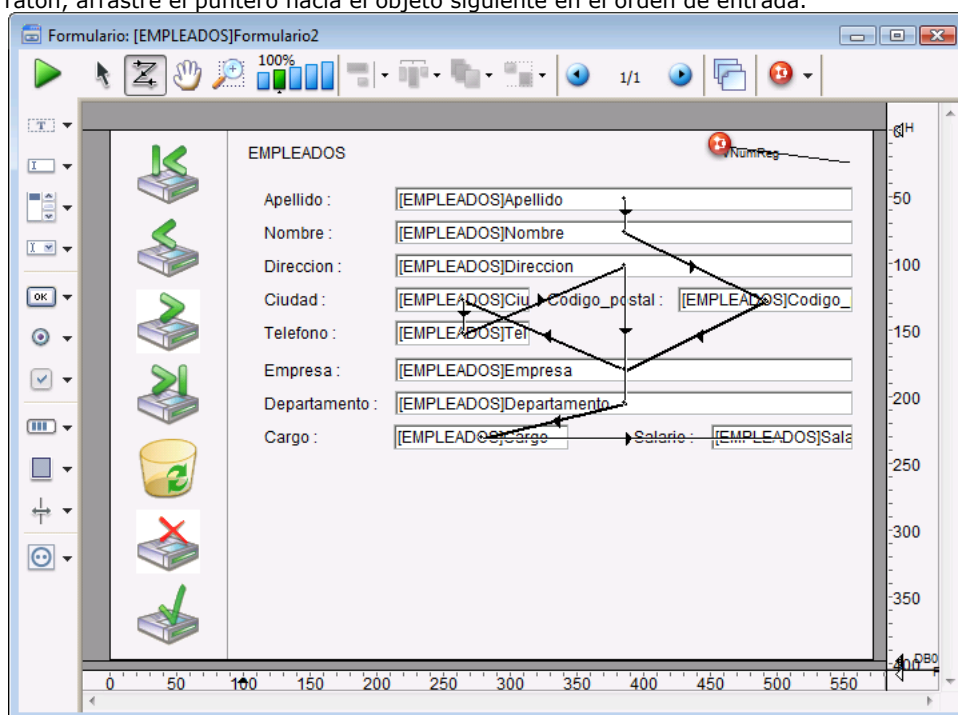 ratón, arrastre el puntero hacia el objeto siguiente en el orden de entrada.
Formulario: [EMPLEADOS]Formulario2
100%
1/1
T
I
I
OK
EMPLEADOS
vNumReg
Apellido : [EMPLEADOS]Apellido
Nombre : [EMPLEADOS]Nombre
Direccion : [EMPLEADOS]Direccion
Ciudad : [EMPLEADOS]Ciu Codigo_postal : [EMPLEADOS]Codigo_
Telefono : [EMPLEADOS]Tel
Empresa : [EMPLEADOS]Empresa
Departamento : [EMPLEADOS]Departamento
Cargo : [EMPLEADOS]Cargo Salario : [EMPLEADOS]Sala
H
50
100
150
200
250
300
350
400
0 50 100 150 200 250 300 350 400 450 500 550